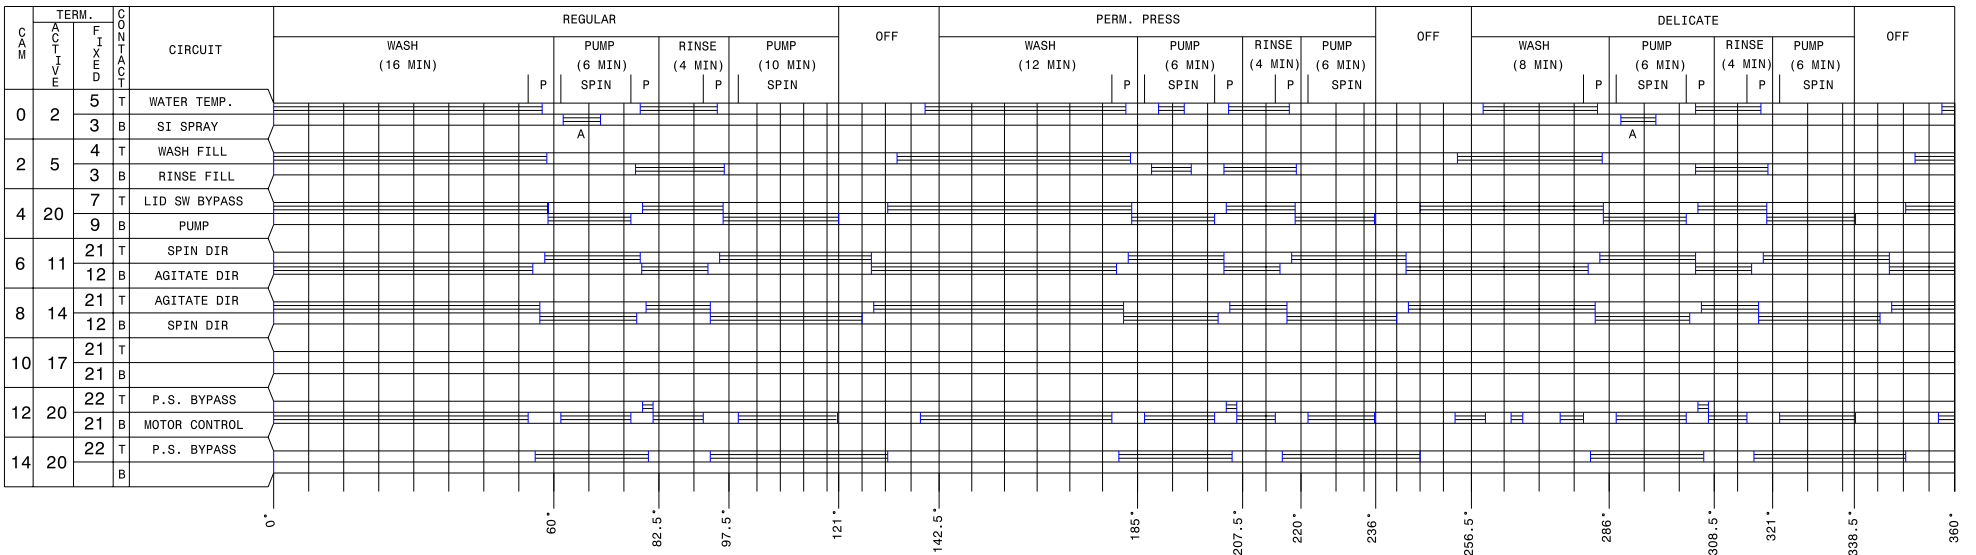 TERM.
CAM
ACTIVE
FIXED
CONTACT
CIRCUIT
REGULAR
OFF
PERM. PRESS
OFF
DELICATE
OFF
WASH
(16 MIN)
P
PUMP
(6 MIN)
SPIN
P
RINSE
(4 MIN)
P
PUMP
(10 MIN)
SPIN
WASH
(12 MIN)
P
PUMP
(6 MIN)
SPIN
P
RINSE
(4 MIN)
P
PUMP
(6 MIN)
SPIN
WASH
(8 MIN)
P
PUMP
(6 MIN)
SPIN
P
RINSE
(4 MIN)
P
PUMP
(6 MIN)
SPIN
0 2 5 T WATER TEMP.
3 B SI SPRAY
A A
2 5 4 T WASH FILL
3 B RINSE FILL
4 20 7 T LID SW BYPASS
9 B PUMP
6 11 21 T SPIN DIR
12 B AGITATE DIR
8 14 21 T AGITATE DIR
12 B SPIN DIR
10 17 21 T
21 B
12 20 22 T P.S. BYPASS
21 B MOTOR CONTROL
14 20 22 T P.S. BYPASS
B
0° 60° 82.5° 97.5° 121° 142.5° 185° 207.5° 220° 236° 256.5° 286° 308.5° 321° 338.5° 360°